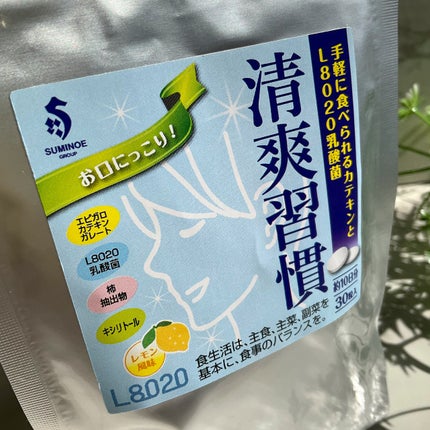 SUMINOE
GROUP
お口にっこり!
手軽に食べられるカテキンと
L8020乳酸菌
清爽習慣
エピガロ
カテキン
ガレート
L8020
乳酸菌
柿
抽出物
キシリトール
レモン
風味
約10日分
30粒入
L8020
食生活は、主食、主菜、副菜を
基本に、食事のバランスを。